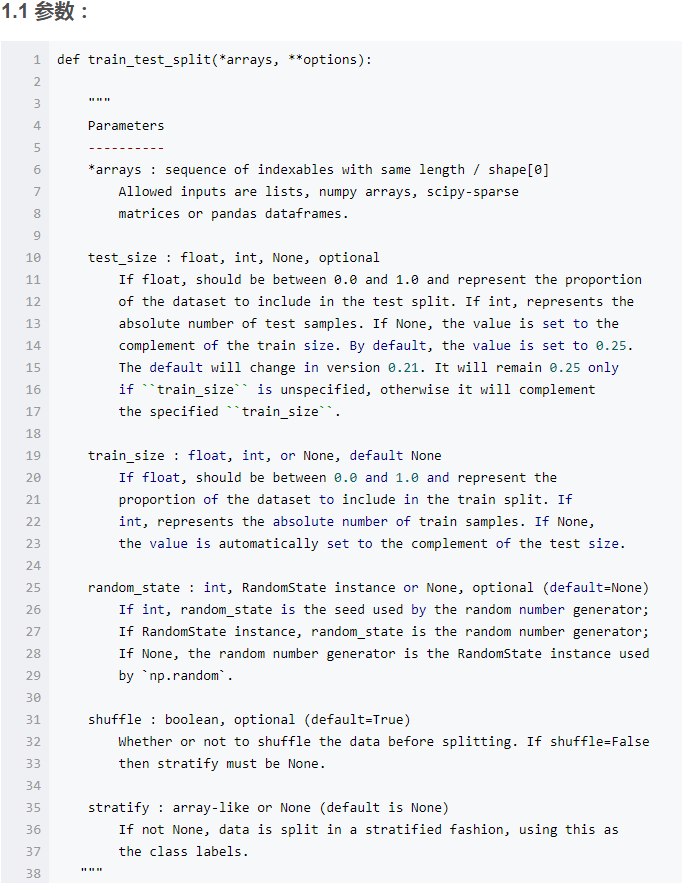 1.1 参数：
1 def train_test_split(*arrays, **options):
2
3 """
4 Parameters
5 ----------
6 *arrays : sequence of indexables with same length / shape[0]
7 Allowed inputs are lists, numpy arrays, scipy-sparse
8 matrices or pandas dataframes.
9
10 test_size : float, int, None, optional
11 If float, should be between 0.0 and 1.0 and represent the proportion
12 of the dataset to include in the test split. If int, represents the
13 absolute number of test samples. If None, the value is set to the
14 complement of the train size. By default, the value is set to 0.25.
15 The default will change in version 0.21. It will remain 0.25 only
16 if ``train_size`` is unspecified, otherwise it will complement
17 the specified ``train_size``.
18
19 train_size : float, int, or None, default None
20 If float, should be between 0.0 and 1.0 and represent the
21 proportion of the dataset to include in the train split. If
22 int, represents the absolute number of train samples. If None,
23 the value is automatically set to the complement of the test size.
24
25 random_state : int, RandomState instance or None, optional (default=None)
26 If int, random_state is the seed used by the random number generator;
27 If RandomState instance, random_state is the random number generator;
28 If None, the random number generator is the RandomState instance used
29 by `np.random`.
30
31 shuffle : boolean, optional (default=True)
32 Whether or not to shuffle the data before splitting. If shuffle=False
33 then stratify must be None.
34
35 stratify : array-like or None (default is None)
36 If not None, data is split in a stratified fashion, using this as
37 the class labels.
38 """